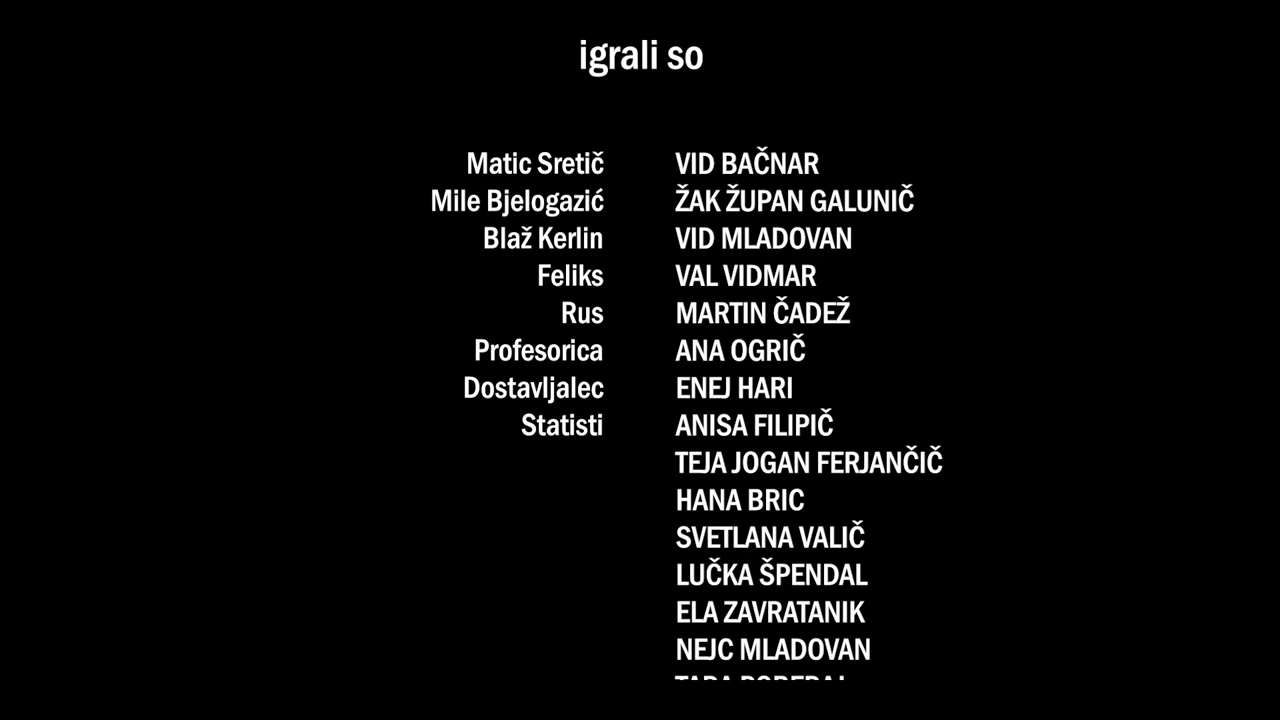 igrali so
Matic Sretič VID BAČNAR
Mile Bjelogazić ŽAK ŽUPAN GALUNIČ
Blaž Kerlin VID MLADOVAN
Feliks VAL VIDMAR
Rus MARTIN ČADEŽ
Profesorica ANA OGRIČ
Dostavljalec ENEJ HARI
Statisti ANISA FILIPIČ
TEJA JOGAN FERJANČIČ
HANA BRIC
SVETLANA VALIČ
LUČKA ŠPENDAL
ELA ZAVRATANIK
NEJC MLADOVAN